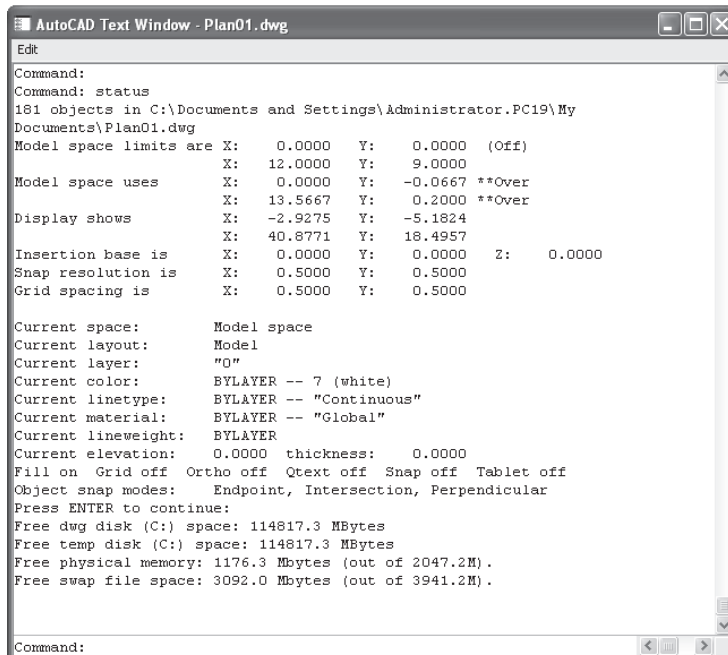 AutoCAD Text Window - Plan01.dwg
Edit
Command:
Command: status
181 objects in C:\Documents and Settings\Administrator.PC19\My
Documents\Plan01.dwg
Model space limits are X: 0.0000 Y: 0.0000 (Off)
X: 12.0000 Y: 9.0000
Model space uses X: 0.0000 Y: -0.0667 **Over
X: 13.5667 Y: 0.2000 **Over
Display shows X: -2.9275 Y: -5.1824
X: 40.8771 Y: 18.4957
Insertion base is X: 0.0000 Y: 0.0000 Z: 0.0000
Snap resolution is X: 0.5000 Y: 0.5000
Grid spacing is X: 0.5000 Y: 0.5000
Current space: Model space
Current layout: Model
Current layer: "0"
Current color: BYLAYER -- 7 (white)
Current linetype: BYLAYER -- "Continuous"
Current material: BYLAYER -- "Global"
Current lineweight: BYLAYER
Current elevation: 0.0000 thickness: 0.0000
Fill on Grid off Ortho off Qtext off Snap off Tablet off
Object snap modes: Endpoint, Intersection, Perpendicular
Press ENTER to continue:
Free dwg disk (C:) space: 114817.3 MBytes
Free temp disk (C:) space: 114817.3 MBytes
Free physical memory: 1176.3 Mbytes (out of 2047.2M).
Free swap file space: 3092.0 Mbytes (out of 3941.2M).
Command: